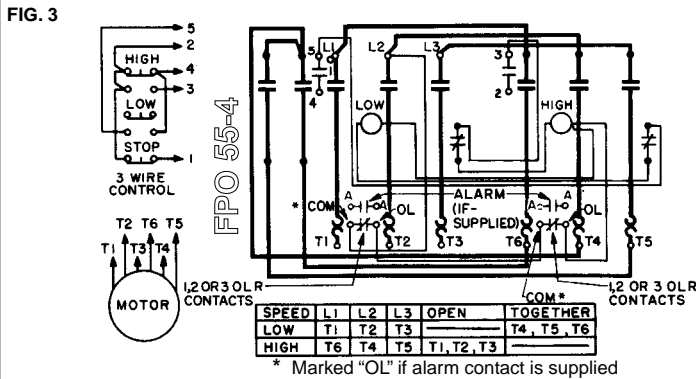 FIG. 3
5
2
HIGH
4
3
LOW
STOP
1
3 WIRE
CONTROL
T2 T6 T5
T1 T3 T4
MOTOR
FPO 55-4
5 L1 L2 L3 3
1
4 2
LOW HIGH
A ALARM A A
(IF-
SUPPLIED)
* COM OL OL
T1 T2 T3 T6 T4 T5
1,2 OR 3 OLR
CONTACTS
COM*
1,2 OR 3 OLR
CONTACTS
SPEED L1 L2 L3 OPEN TOGETHER
LOW T1 T2 T3 ——— T4, T5, T6
HIGH T6 T4 T5 T1, T2, T3 ———
* Marked “OL” if alarm contact is supplied